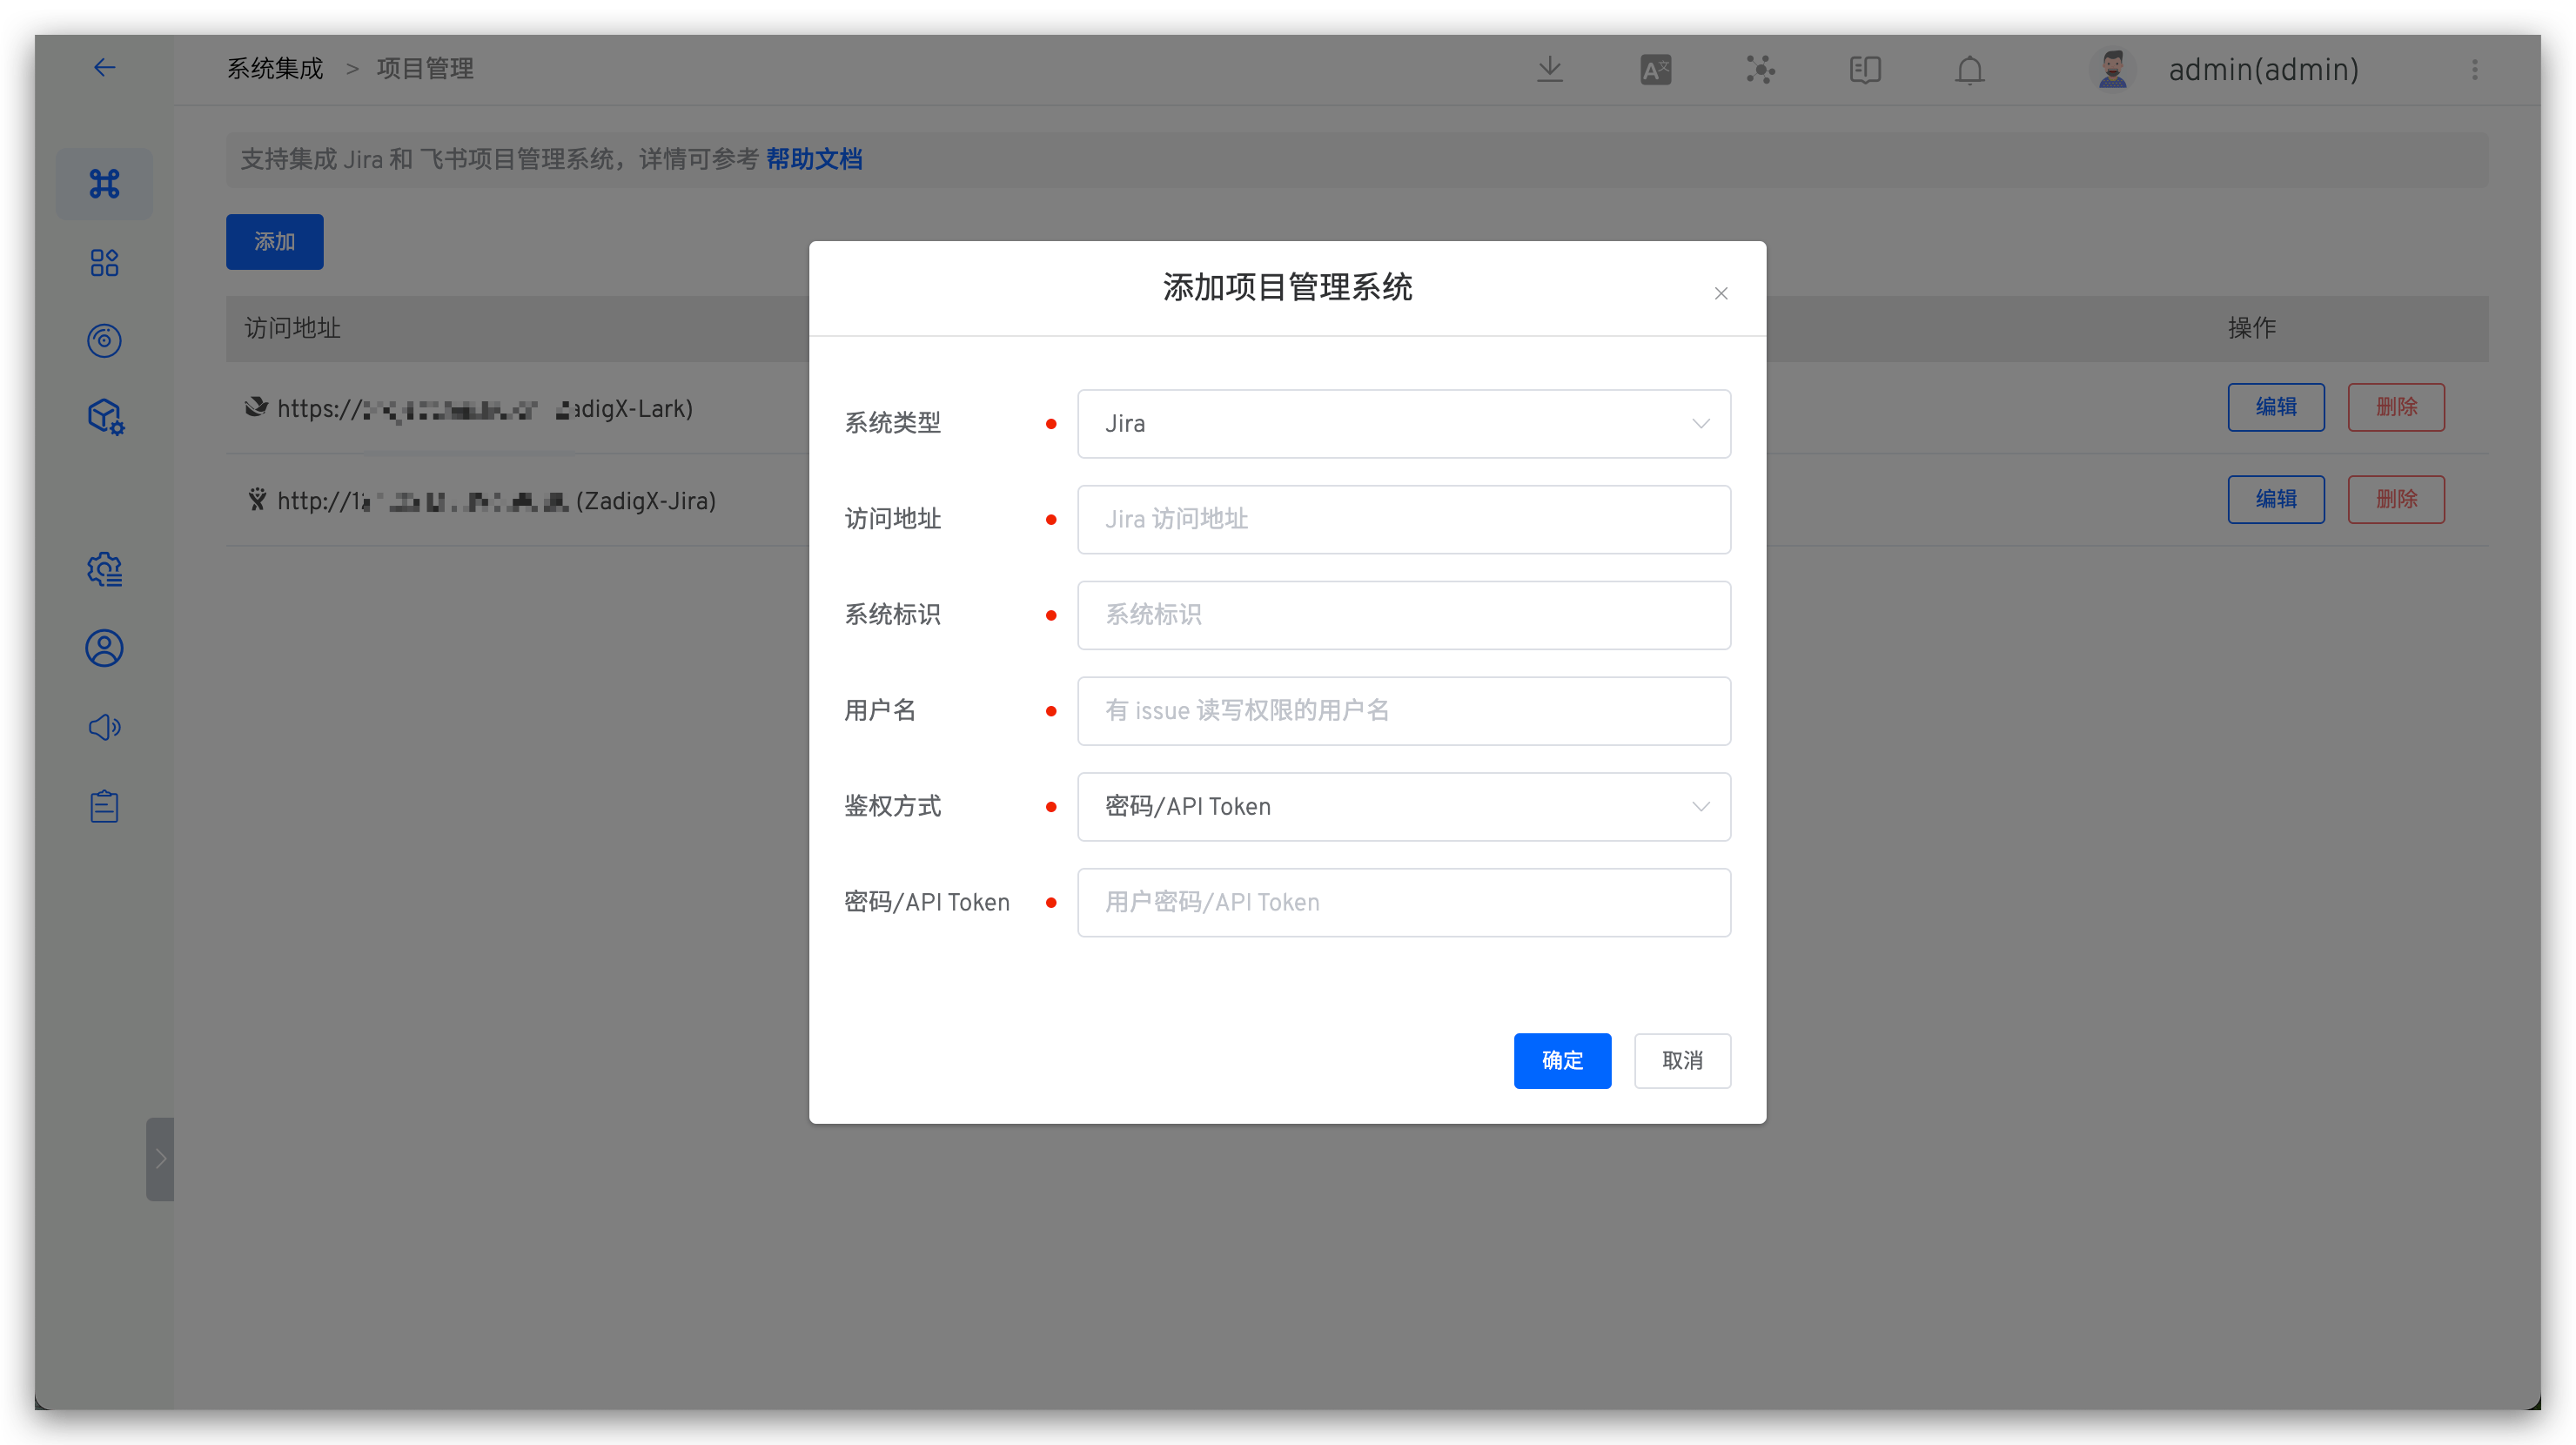 系统集成 > 项目管理
admin(admin)
支持集成 Jira 和 飞书项目管理系统，详情可参考 帮助文档
添加
访问地址
操作
https://
adigX-Lark)
编辑
删除
http://1
(ZadigX-Jira)
编辑
删除
添加项目管理系统
系统类型
Jira
访问地址
Jira 访问地址
系统标识
系统标识
用户名
有 issue 读写权限的用户名
鉴权方式
密码/API Token
密码/API Token
用户密码/API Token
确定
取消